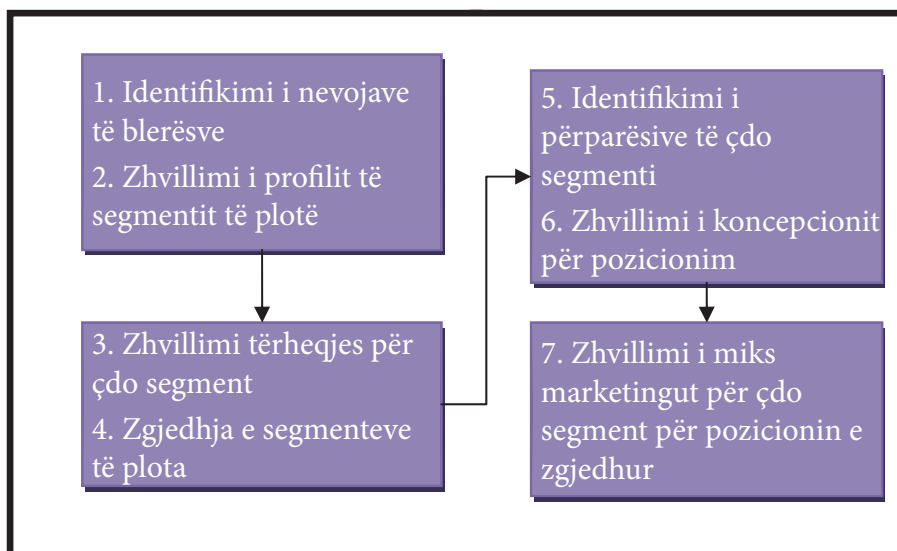 1. Identifikimi i nevojave
të blerësve
2. Zhvillimi i profilit të
segmentit të plotë
3. Zhvillimi tërheqjes për
çdo segment
4. Zgjedhja e segmenteve
të plota
5. Identifikimi i
përparësive të çdo
segmenti
6. Zhvillimi i koncepcionit
për pozicionim
7. Zhvillimi i miks
marketingut për çdo
segment për pozicionin e
zgjedhur